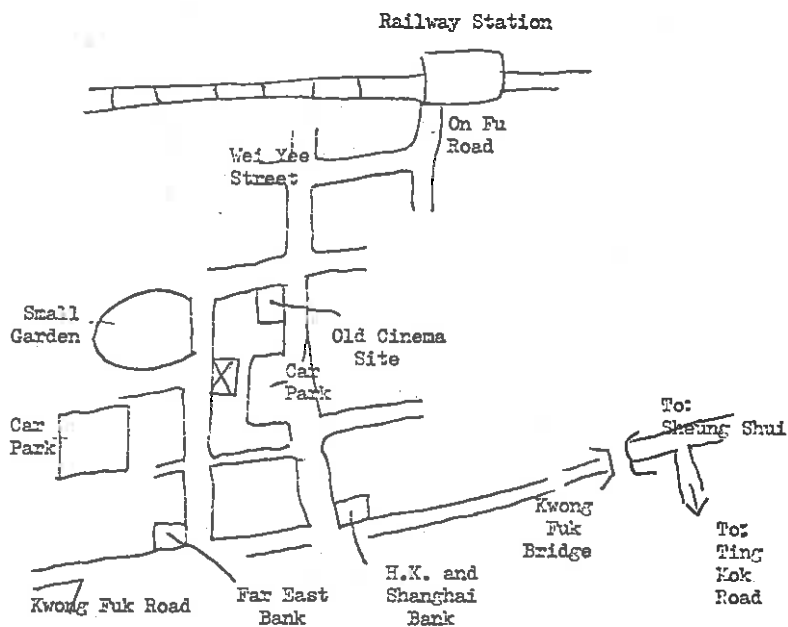 Railway Station
On Fu
Road
Wei Yee
Street
Small
Garden
Old Cinema
Site
Car
Park
Car
Park
To:
Sheung Shui
Kwong
Fuk
Bridge
To:
Ting
Kok
Road
H.K. and
Shanghai
Bank
Far East
Bank
Kwong Fuk Road